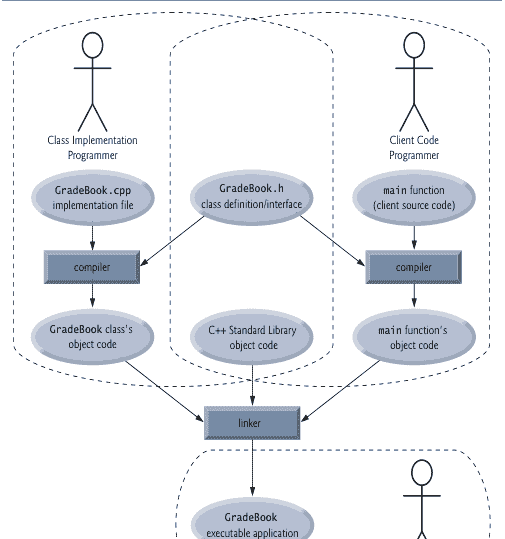 Class Implementation
Programmer
Client Code
Programmer
GradeBook.cpp
implementation file
GradeBook.h
class definition/interface
main function
(client source code)
compiler
compiler
GradeBook class's
object code
C++ Standard Library
object code
main function's
object code
linker
GradeBook
executable application